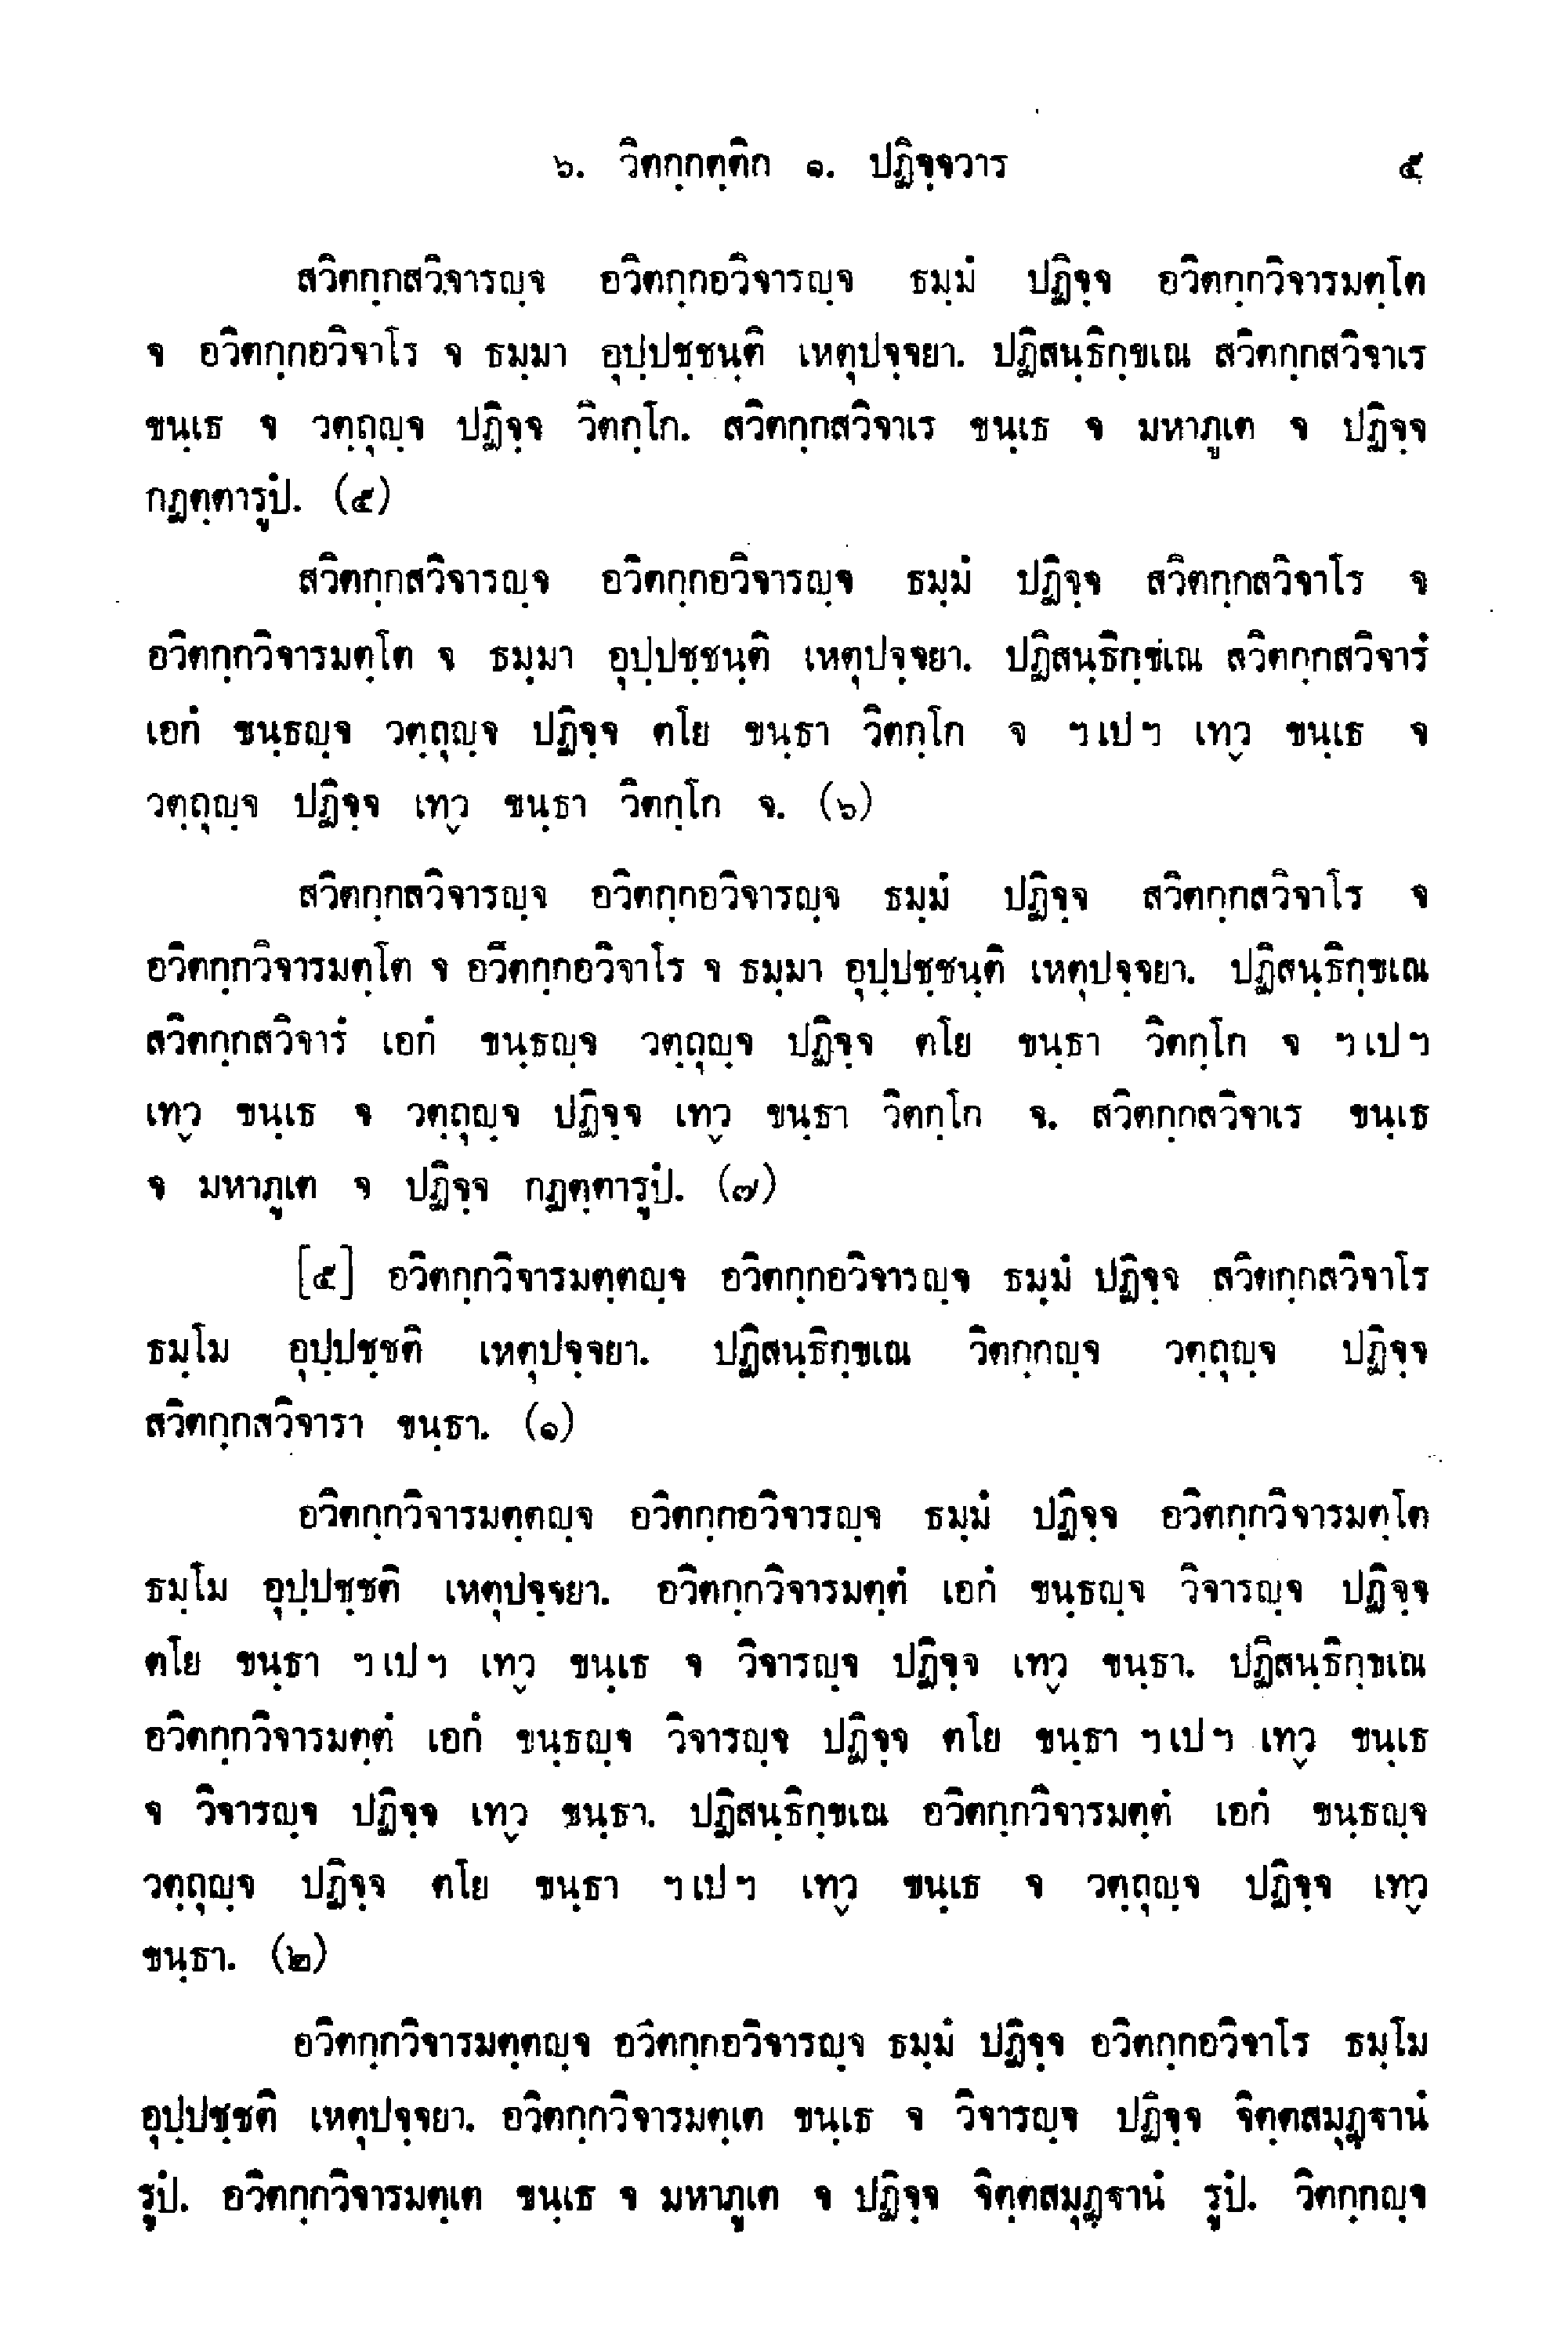 ๖. วิตกฺกตฺติก ๑. ปฏิจฺจวาร ๕
สวิตกฺกสวิจารญฺจ อวิตกฺกอวิจารญฺจ ธมฺมํ ปฏิจฺจ อวิตกฺกวิจารมตฺโต
จ อวิตกฺกอวิจาโร จ ธมฺมา อุปฺปชฺชนฺติ เหตุปจฺจยา. ปฏิสนฺธิกฺขเณ สวิตกฺกสวิจาเร
ขนฺเธ จ วตฺถุญฺจ ปฏิจฺจ วิตกฺโก. สวิตกฺกสวิจาเร ขนฺเธ จ มหาภูเต จ ปฏิจฺจ
กฏตฺตารูปํ. (๕)
สวิตกฺกสวิจารญฺจ อวิตกฺกอวิจารญฺจ ธมฺมํ ปฏิจฺจ สวิตกฺกสวิจาโร จ
อวิตกฺกวิจารมตฺโต จ ธมฺมา อุปฺปชฺชนฺติ เหตุปจฺจยา. ปฏิสนฺธิกฺขเณ สวิตกฺกสวิจารํ
เอกํ ขนฺธญฺจ วตฺถุญฺจ ปฏิจฺจ ตโย ขนฺธา วิตกฺโก จ ฯเปฯ เทฺว ขนฺเธ จ
วตฺถุญฺจ ปฏิจฺจ เทฺว ขนฺธา วิตกฺโก จ. (๖)
สวิตกฺกสวิจารญฺจ อวิตกฺกอวิจารญฺจ ธมฺมํ ปฏิจฺจ สวิตกฺกสวิจาโร จ
อวิตกฺกวิจารมตฺโต จ อวิตกฺกอวิจาโร จ ธมฺมา อุปฺปชฺชนฺติ เหตุปจฺจยา. ปฏิสนฺธิกฺขเณ
สวิตกฺกสวิจารํ เอกํ ขนฺธญฺจ วตฺถุญฺจ ปฏิจฺจ ตโย ขนฺธา วิตกฺโก จ ฯเปฯ
เทฺว ขนฺเธ จ วตฺถุญฺจ ปฏิจฺจ เทฺว ขนฺธา วิตกฺโก จ. สวิตกฺกสวิจาเร ขนฺเธ
จ มหาภูเต จ ปฏิจฺจ กฏตฺตารูปํ. (๗)
[๕] อวิตกฺกวิจารมตฺตญฺจ อวิตกฺกอวิจารญฺจ ธมฺมํ ปฏิจฺจ สวิตกฺกสวิจาโร
ธมฺโม อุปฺปชฺชติ เหตุปจฺจยา. ปฏิสนฺธิกฺขเณ วิตกฺกญฺจ วตฺถุญฺจ ปฏิจฺจ
สวิตกฺกสวิจารา ขนฺธา. (๑)
อวิตกฺกวิจารมตฺตญฺจ อวิตกฺกอวิจารญฺจ ธมฺมํ ปฏิจฺจ อวิตกฺกวิจารมตฺโต
ธมฺโม อุปฺปชฺชติ เหตุปจฺจยา. อวิตกฺกวิจารมตฺตํ เอกํ ขนฺธญฺจ วิจารญฺจ ปฏิจฺจ
ตโย ขนฺธา ฯเปฯ เทฺว ขนฺเธ จ วิจารญฺจ ปฏิจฺจ เทฺว ขนฺธา. ปฏิสนฺธิกฺขเณ
อวิตกฺกวิจารมตฺตํ เอกํ ขนฺธญฺจ วิจารญฺจ ปฏิจฺจ ตโย ขนฺธา ฯเปฯ เทฺว ขนฺเธ
จ วิจารญฺจ ปฏิจฺจ เทฺว ขนฺธา. ปฏิสนฺธิกฺขเณ อวิตกฺกวิจารมตฺตํ เอกํ ขนฺธญฺจ
วตฺถุญฺจ ปฏิจฺจ ตโย ขนฺธา ฯเปฯ เทฺว ขนฺเธ จ วตฺถุญฺจ ปฏิจฺจ เทฺว
ขนฺธา. (๒)
อวิตกฺกวิจารมตฺตญฺจ อวิตกฺกอวิจารญฺจ ธมฺมํ ปฏิจฺจ อวิตกฺกอวิจาโร ธมฺโม
อุปฺปชฺชติ เหตุปจฺจยา. อวิตกฺกวิจารมตฺเต ขนฺเธ จ วิจารญฺจ ปฏิจฺจ จิตฺตสมุฏฺฐานํ
รูปํ. อวิตกฺกวิจารมตฺเต ขนฺเธ จ มหาภูเต จ ปฏิจฺจ จิตฺตสมุฏฺฐานํ รูปํ. วิตกฺกญฺจ